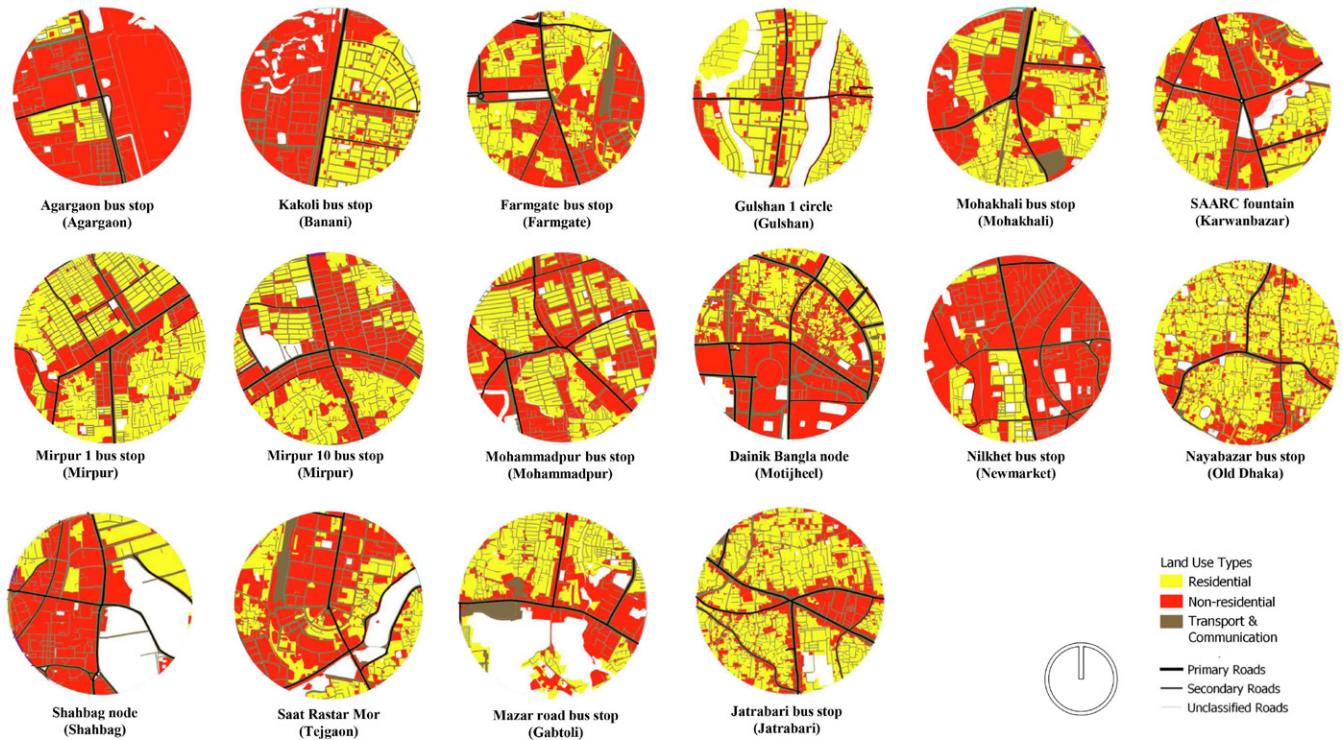 Agargaon bus stop
(Agargaon)
Kakoli bus stop
(Banani)
Farmgate bus stop
(Farmgate)
Gulshan 1 circle
(Gulshan)
Mohakhali bus stop
(Mohakhali)
SAARC fountain
(Karwanbazar)
Mirpur 1 bus stop
(Mirpur)
Mirpur 10 bus stop
(Mirpur)
Mohammadpur bus stop
(Mohammadpur)
Dainik Bangla node
(Motijheel)
Nilkhet bus stop
(Newmarket)
Nayabazar bus stop
(Old Dhaka)
Shahbag node
(Shahbag)
Saat Rastar Mor
(Tejgaon)
Mazar road bus stop
(Gabtoli)
Jatrabari bus stop
(Jatrabari)
Land Use Types
Residential
Non-residential
Transport &
Communication
Primary Roads
Secondary Roads
Unclassified Roads